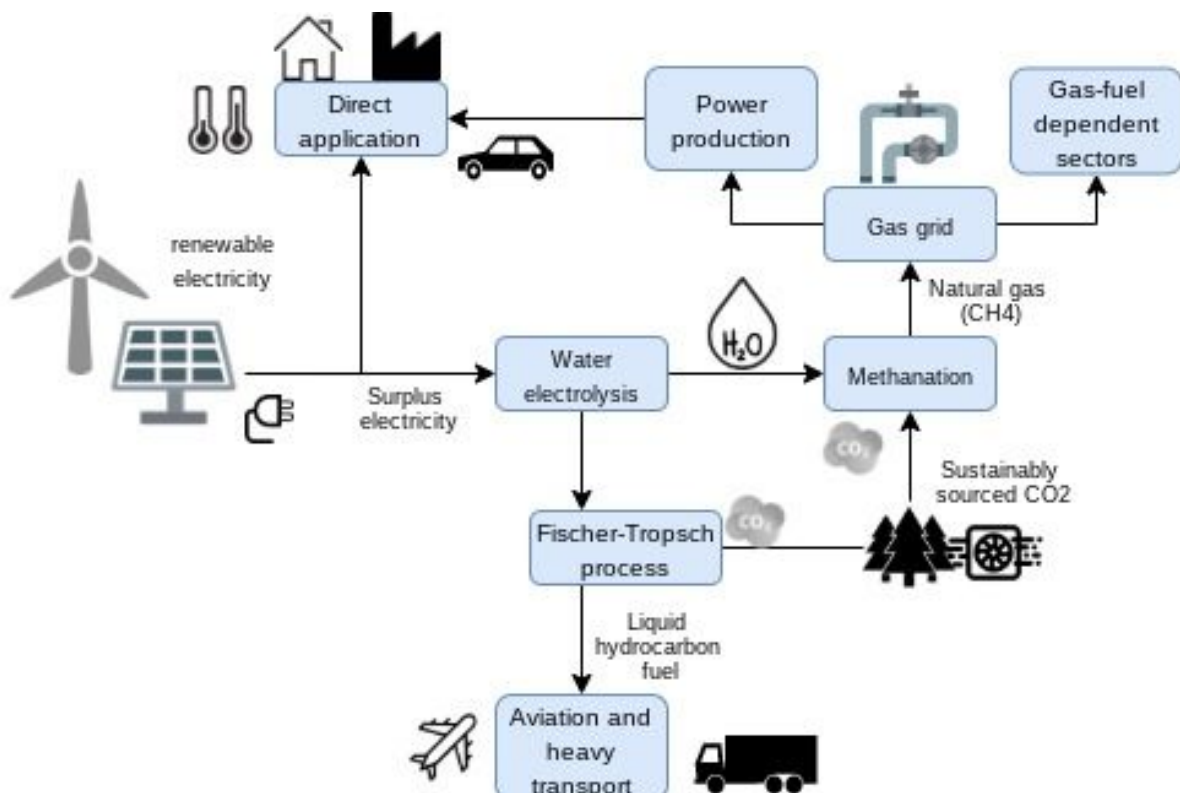 Direct
application
Power
production
Gas-fuel
dependent
sectors
renewable
electricity
Gas grid
Natural gas
(CH4)
H₂O
Water
electrolysis
Methanation
Surplus
electricity
CO₂
Sustainably
sourced CO2
CO₂
Fischer-Tropsch
process
Liquid
hydrocarbon
fuel
Aviation and
heavy
transport